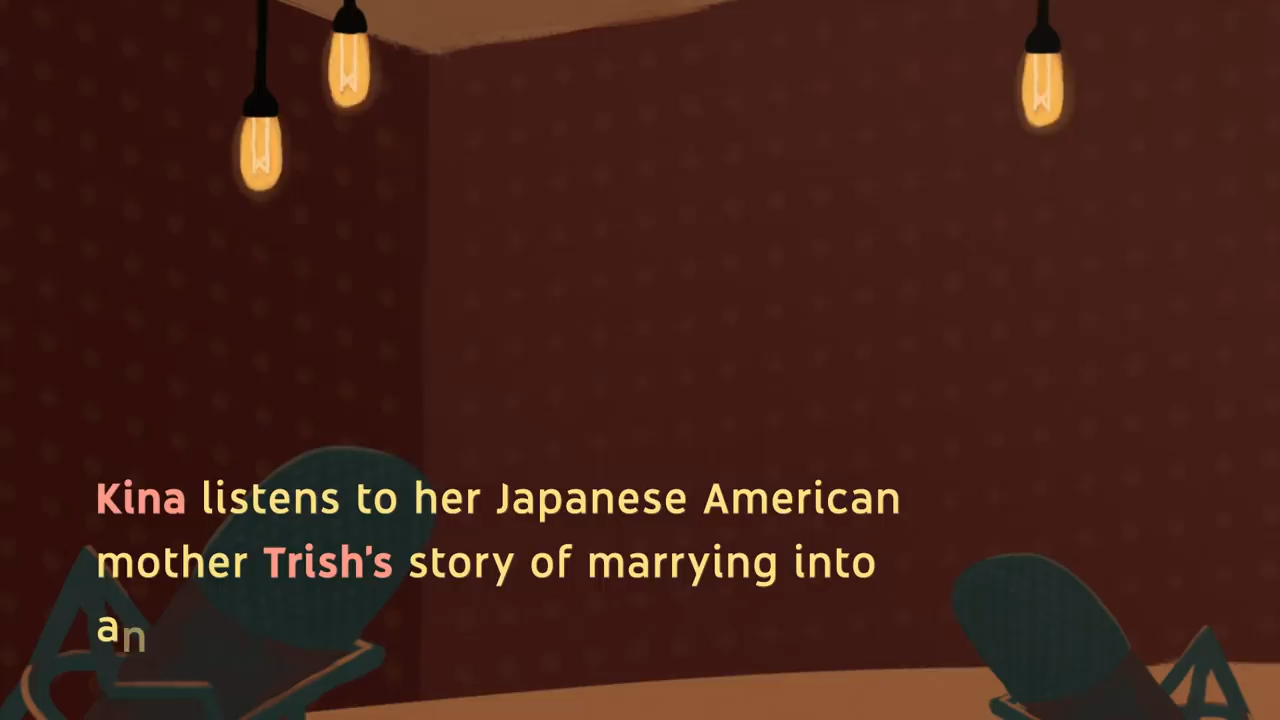 Kina listens to her Japanese American
mother Trish's story of marrying into
an